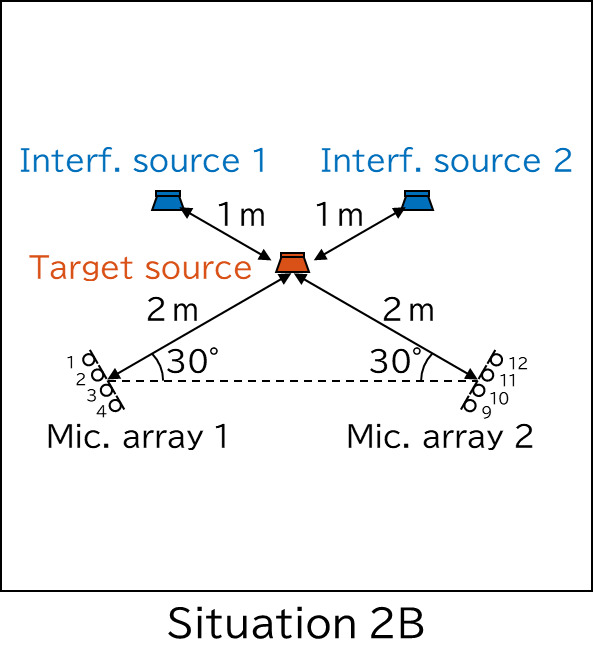 Interf. source 1
Interf. source 2
1 m
1 m
Target source
2 m
2 m
30°
30°
1
2
3
4
12
11
10
9
Mic. array 1
Mic. array 2
Situation 2B